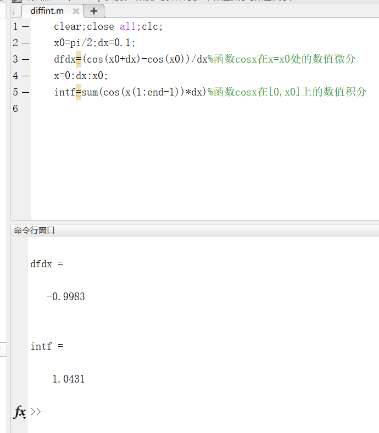 diffint.m
1 clear;close all;clc;
2 x0=pi/2;dx=0.1;
3 dfdx=(cos(x0+dx)-cos(x0))/dx%函数cosx在x=x0处的数值微分
4 x=0:dx:x0;
5 intf=sum(cos(x(1:end-1))*dx)%函数cosx在[0,x0]上的数值积分
6
命令行窗口
dfdx =
-0.9983
intf =
1.0431
fx >>